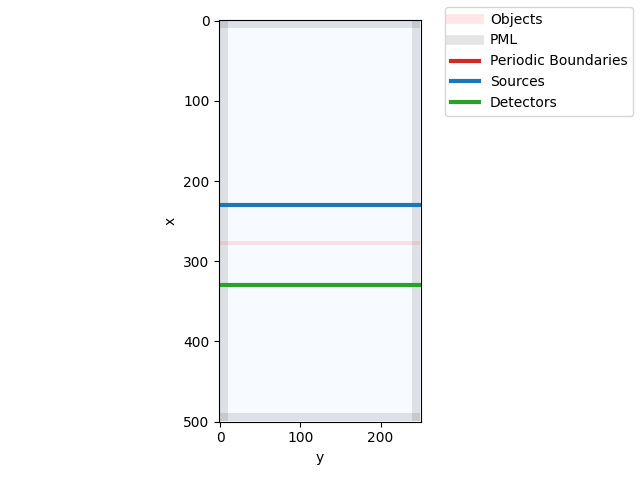 Objects
PML
Periodic Boundaries
Sources
Detectors
0
100
200
300
400
500
x
0
100
200
y